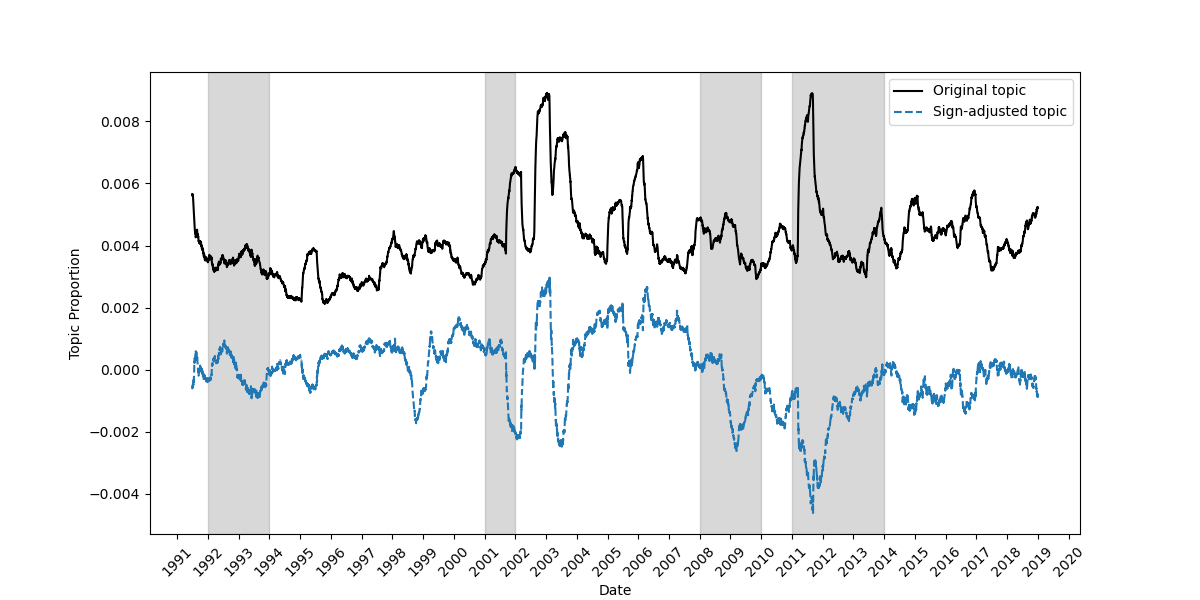 Original topic
Sign-adjusted topic
Topic Proportion
0.008
0.006
0.004
0.002
0.000
−0.002
−0.004
1991 1992 1993 1994 1995 1996 1997 1998 1999 2000 2001 2002 2003 2004 2005 2006 2007 2008 2009 2010 2011 2012 2013 2014 2015 2016 2017 2018 2019 2020
Date